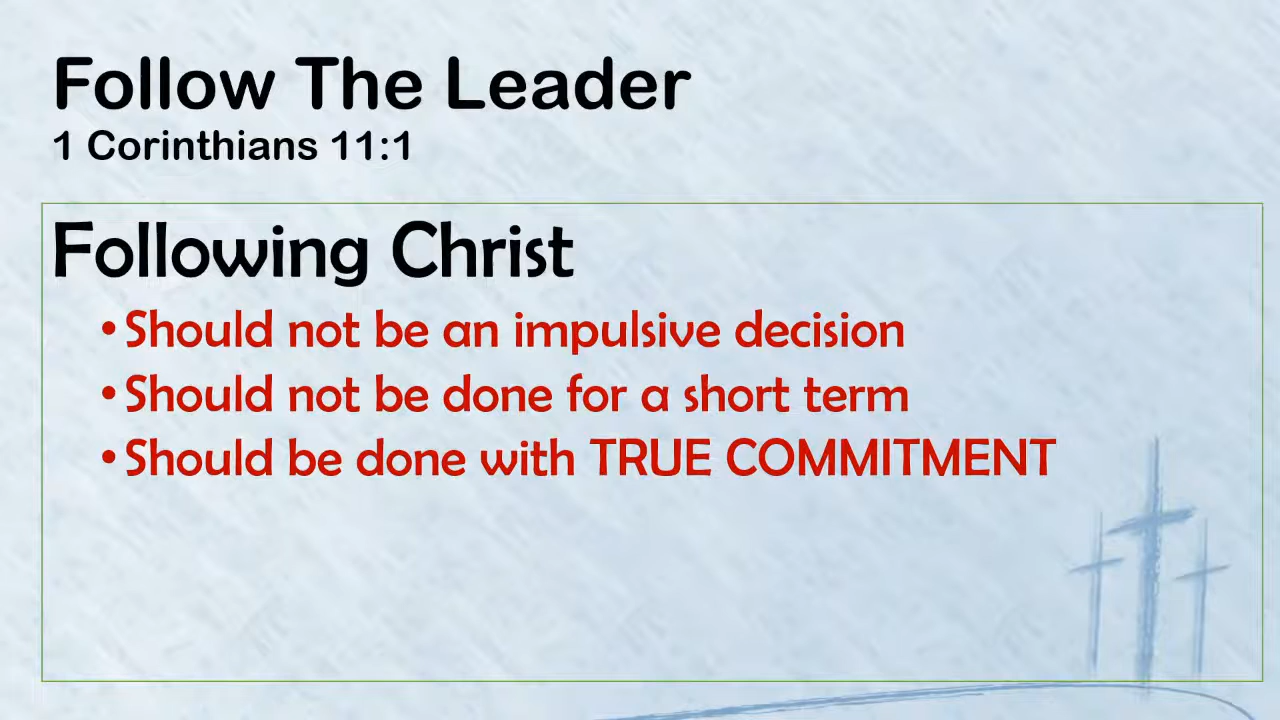 Follow The Leader
1 Corinthians 11:1
Following Christ
•Should not be an impulsive decision
•Should not be done for a short term
•Should be done with TRUE COMMITMENT